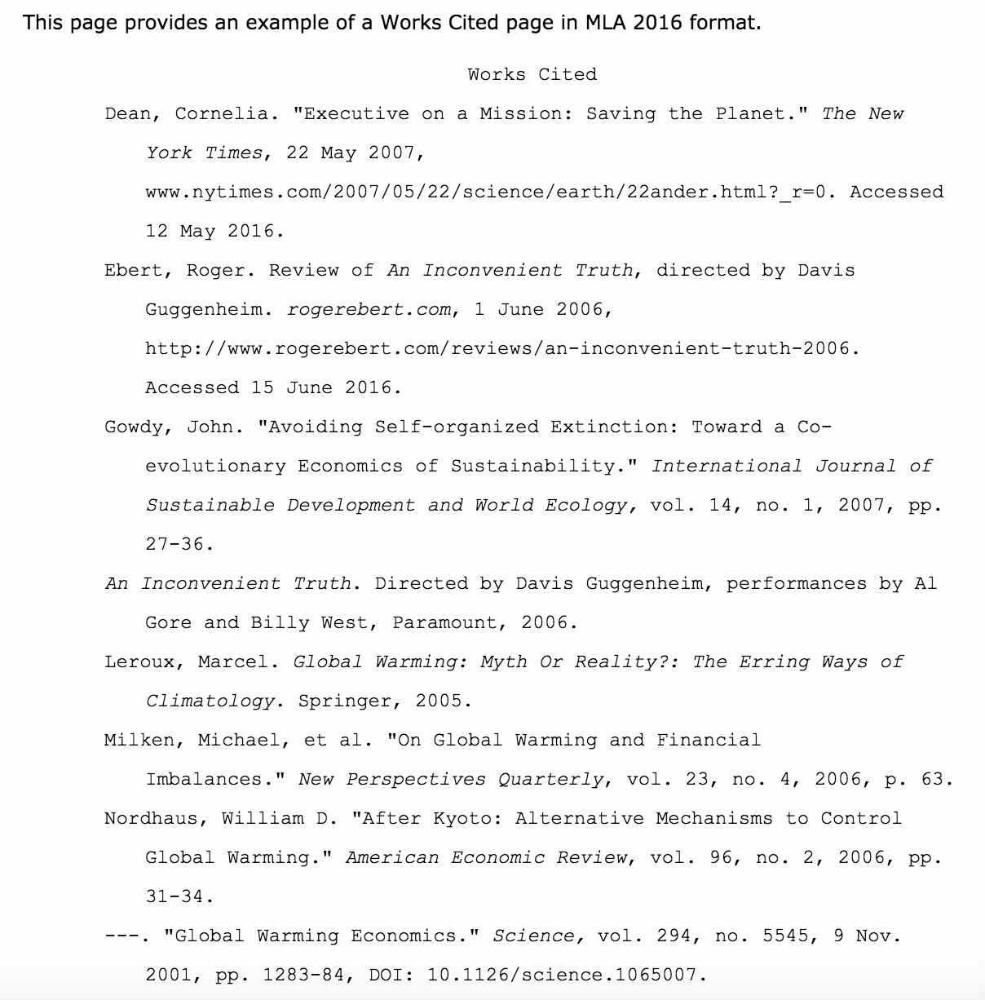 This page provides an example of a Works Cited page in MLA 2016 format.
Works Cited
Dean, Cornelia. "Executive on a Mission: Saving the Planet." The New
York Times, 22 May 2007,
www.nytimes.com/2007/05/22/science/earth/22ander.html?_r=0. Accessed
12 May 2016.
Ebert, Roger. Review of An Inconvenient Truth, directed by Davis
Guggenheim. rogerebert.com, 1 June 2006,
http://www.rogerebert.com/reviews/an-inconvenient-truth-2006.
Accessed 15 June 2016.
Gowdy, John. "Avoiding Self-organized Extinction: Toward a Co-
evolutionary Economics of Sustainability." International Journal of
Sustainable Development and World Ecology, vol. 14, no. 1, 2007, pp.
27-36.
An Inconvenient Truth. Directed by Davis Guggenheim, performances by Al
Gore and Billy West, Paramount, 2006.
Leroux, Marcel. Global Warming: Myth Or Reality?: The Erring Ways of
Climatology. Springer, 2005.
Milken, Michael, et al. "On Global Warming and Financial
Imbalances." New Perspectives Quarterly, vol. 23, no. 4, 2006, p. 63.
Nordhaus, William D. "After Kyoto: Alternative Mechanisms to Control
Global Warming." American Economic Review, vol. 96, no. 2, 2006, pp.
31-34.
---. "Global Warming Economics." Science, vol. 294, no. 5545, 9 Nov.
2001, pp. 1283-84, DOI: 10.1126/science.1065007.